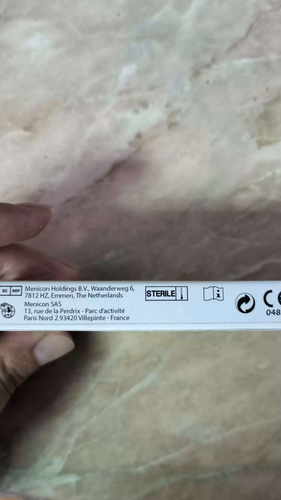 EC REP Menicon Holdings B.V., Waanderweg 6,
7812 HZ, Emmen, The Netherlands
Menicon SAS
13, rue de la Perdrix - Parc d'activité
Paris Nord 2 93420 Villepinte - France
STERILE
i
CE
048